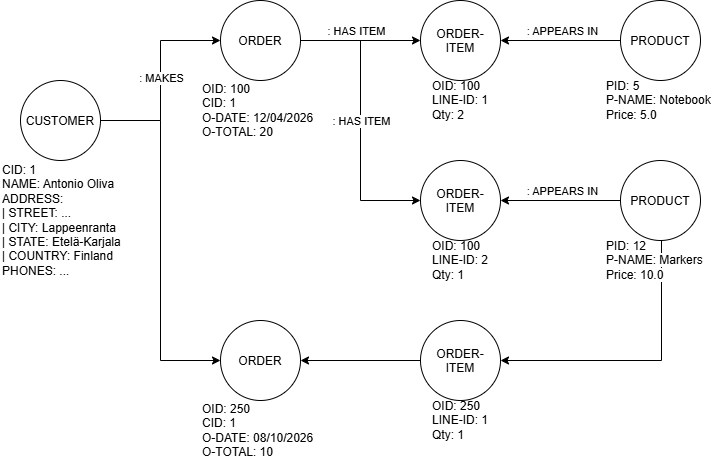 ORDER
: HAS ITEM
ORDER-
ITEM
: APPEARS IN
PRODUCT
: MAKES
OID: 100
CID: 1
O-DATE: 12/04/2026
O-TOTAL: 20
OID: 100
LINE-ID: 1
Qty: 2
PID: 5
P-NAME: Notebook
Price: 5.0
CUSTOMER
: HAS ITEM
CID: 1
NAME: Antonio Oliva
ADDRESS:
| STREET: ...
| CITY: Lappeenranta
| STATE: Etelä-Karjala
| COUNTRY: Finland
PHONES: ...
ORDER-
ITEM
: APPEARS IN
PRODUCT
OID: 100
LINE-ID: 2
Qty: 1
PID: 12
P-NAME: Markers
Price: 10.0
ORDER
ORDER-
ITEM
OID: 250
CID: 1
O-DATE: 08/10/2026
O-TOTAL: 10
OID: 250
LINE-ID: 1
Qty: 1